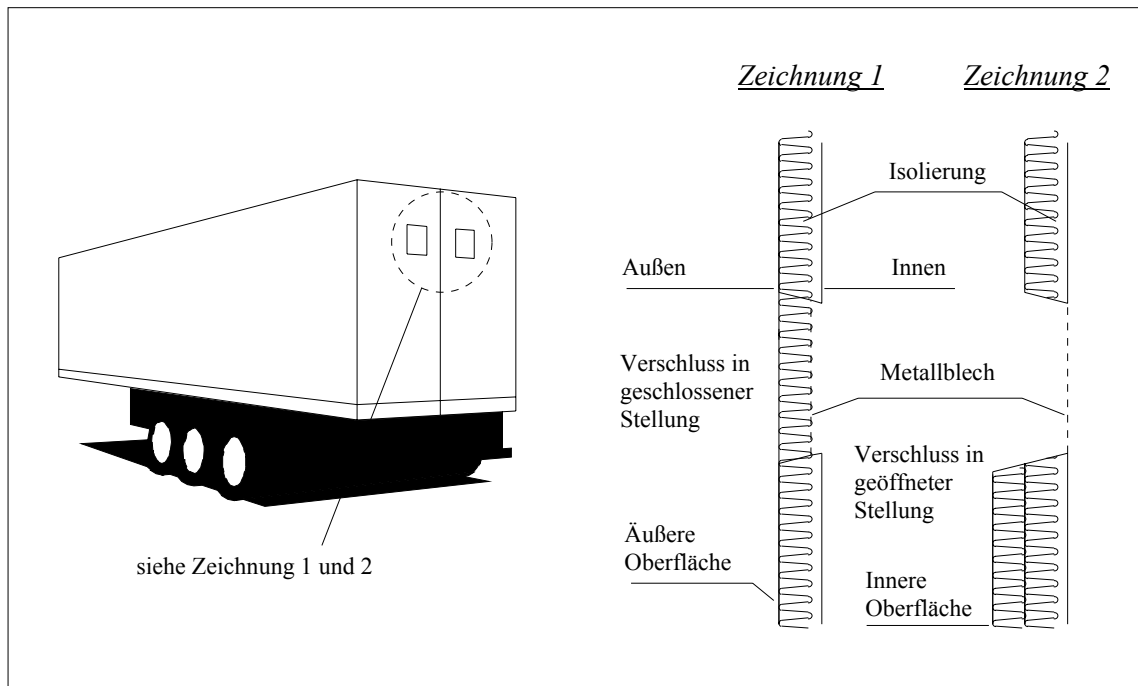 Zeichnung 1
Zeichnung 2
Isolierung
Außen
Innen
Verschluss in
geschlossener
Stellung
Metallblech
Verschluss in
geöffneter
Stellung
Äußere
Oberfläche
Innere
Oberfläche
siehe Zeichnung 1 und 2